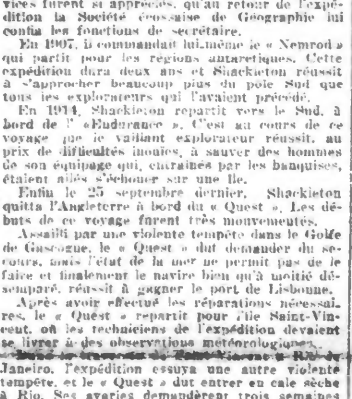 vices furent si appréciés, qu'au retour de l'expé-
dition la Société écossaise de Géographie lui
confia les fonctions de secrétaire.
En 1907, il commandait lui-même le « Nemrod »
qui partit pour les régions antarctiques. Cette
expédition dura deux ans et Shackleton réussit
à s'approcher beaucoup plus du pôle Sud que
tous les explorateurs qui l'avaient précédé.
En 1914, Shackleton repartit vers le Sud, à
bord de l' «Endurance ». C'est au cours de ce
voyage que le vaillant explorateur réussit, au
prix de difficultés inouïes, à sauver des hommes
de son équipage qui, entraînés par les banquises,
étaient allés s'échouer sur une île.
Enfin le 25 septembre dernier, Shackleton
quitta l'Angleterre à bord du « Quest ». Les dé-
buts de ce voyage furent très mouvementés.
Assailli par une violente tempête dans le Golfe
de Gascogne, le « Quest » dut demander du se-
cours, mais l'état de la mer ne permit pas de le
faire et finalement le navire bien qu'à moitié dé-
semparé, réussit à gagner le port de Lisbonne.
Après avoir effectué les réparations nécessai-
res, le « Quest » repartit pour l'île Saint-Vin-
cent, où les techniciens de l'expédition devaient
se livrer à des observations météorologiques.
Dans la traversée de Saint-Vincent à Rio de
Janeiro, l'expédition essuya une autre violente
tempête, et le « Quest » dut entrer en cale sèche
à Rio. Ses avaries demandèrent trois semaines